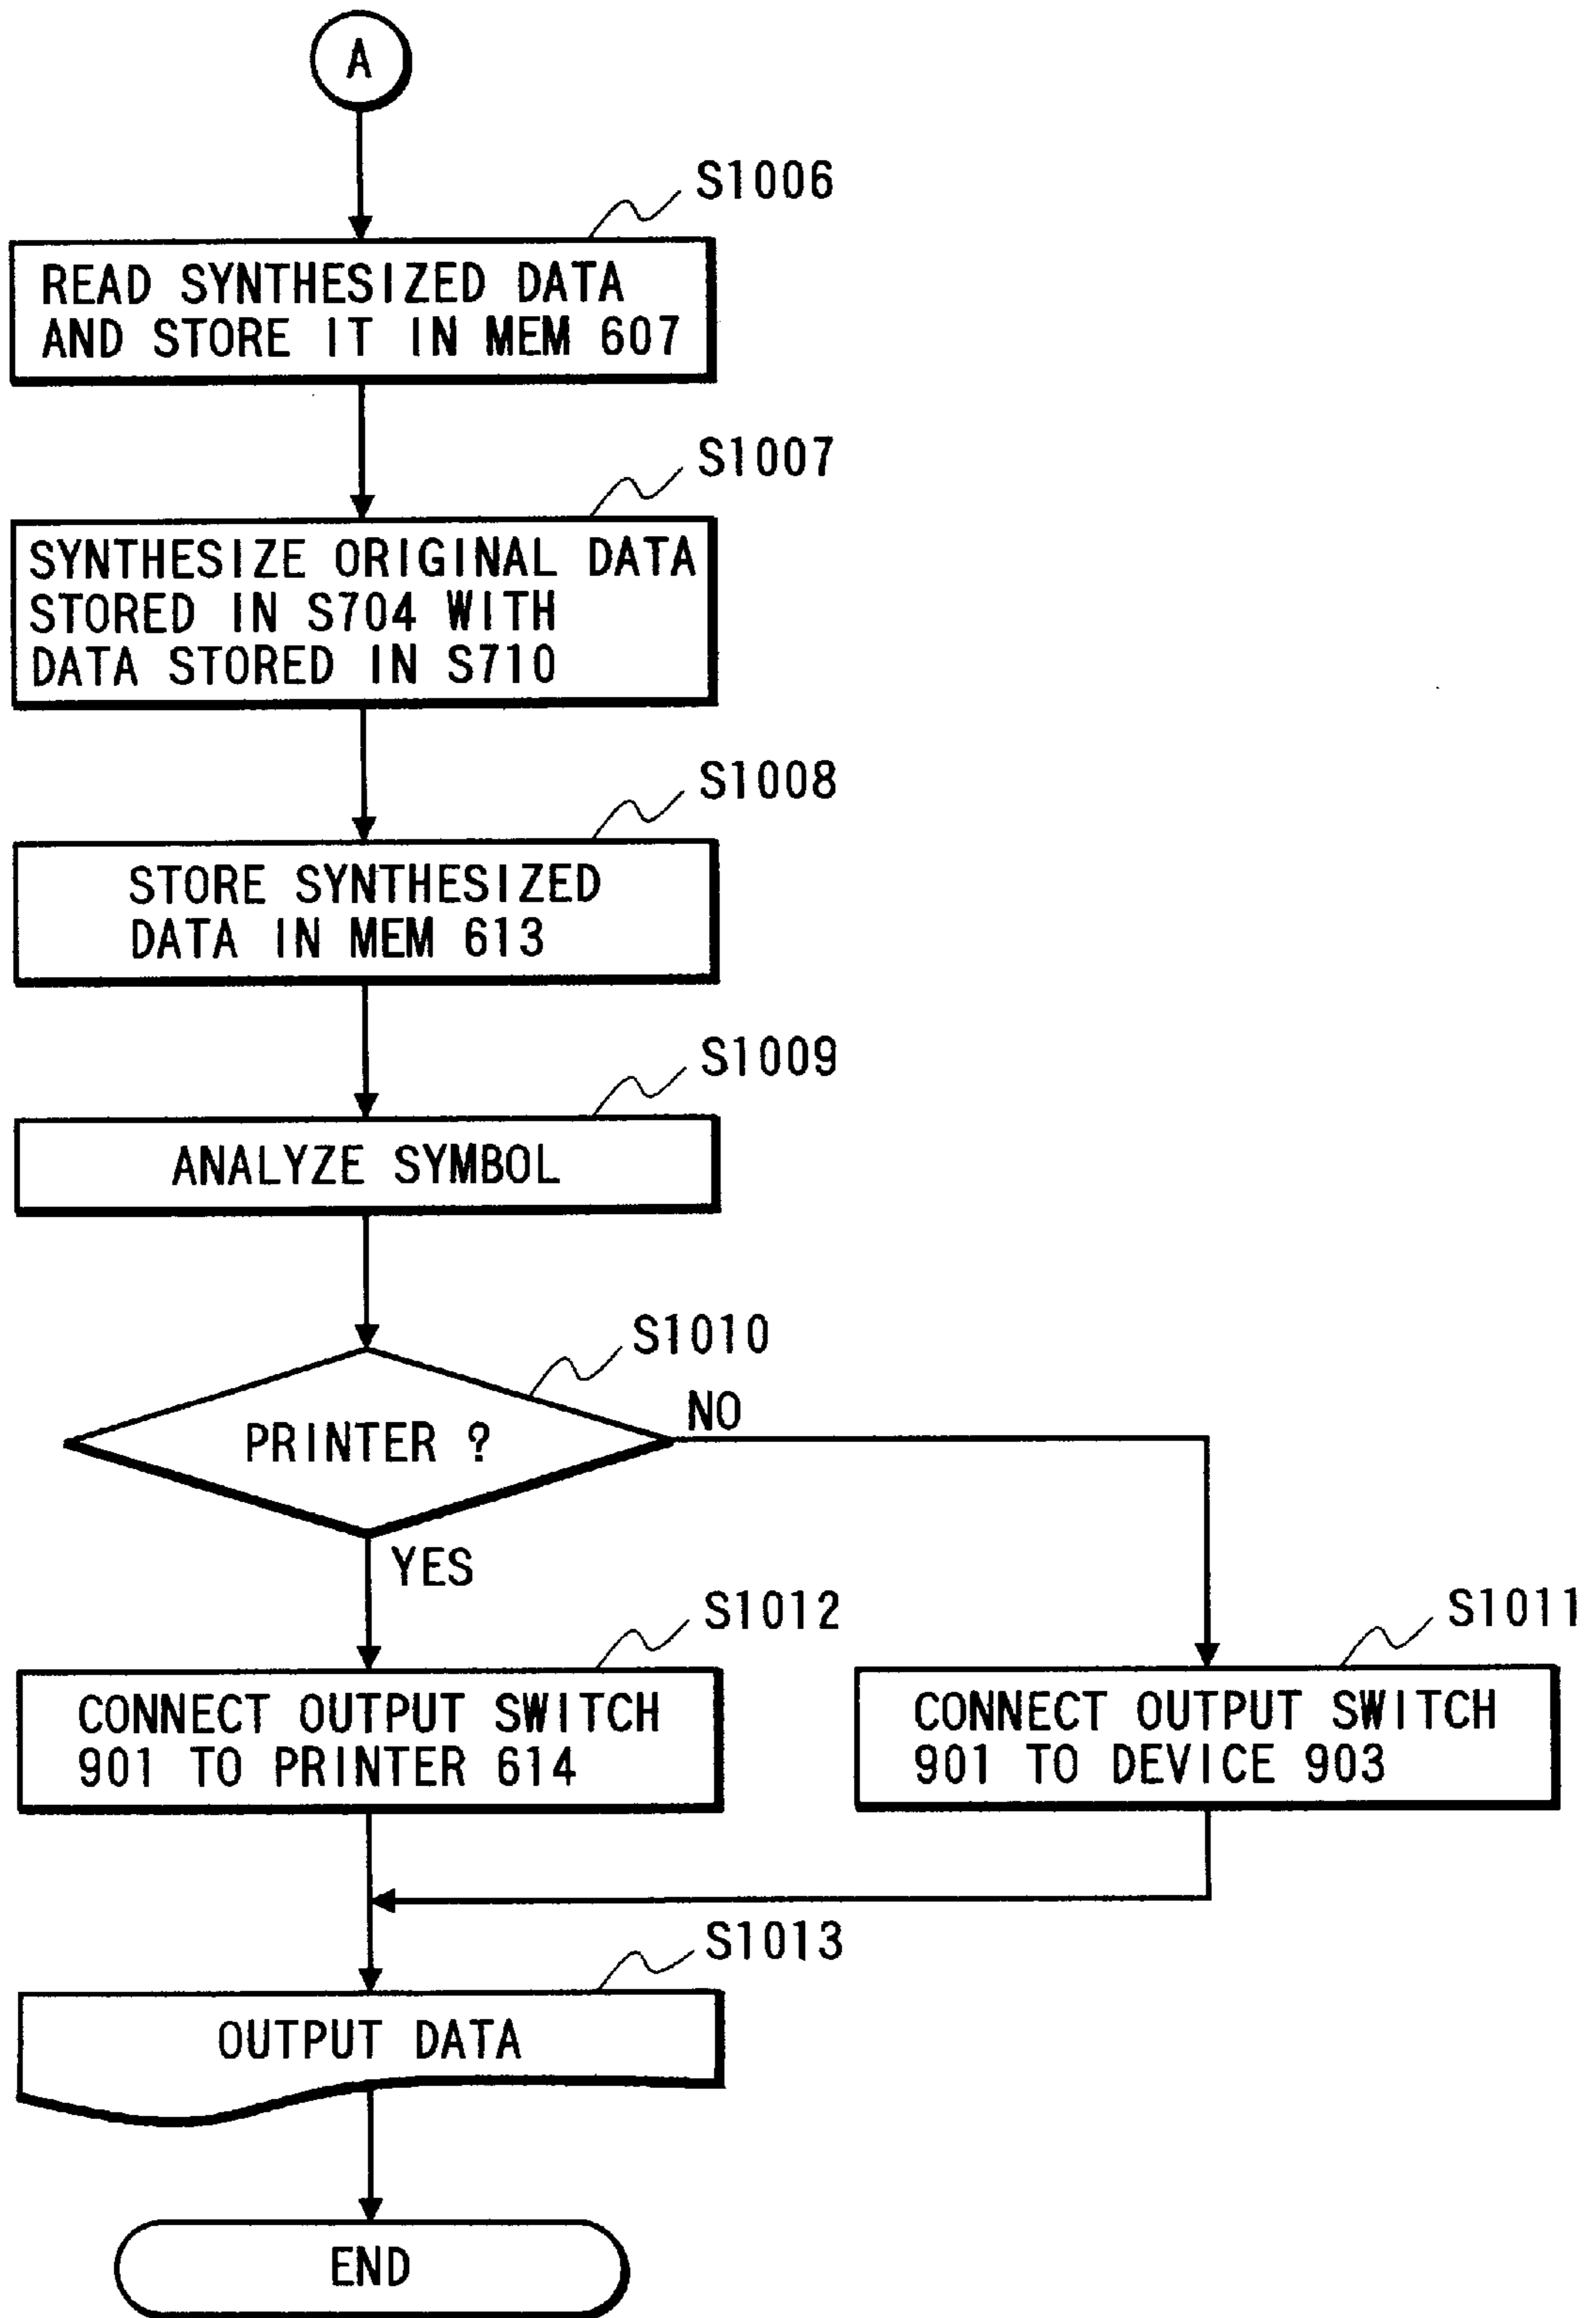 A
S1006
READ SYNTHESIZED DATA
AND STORE IT IN MEM 607
S1007
SYNTHESIZE ORIGINAL DATA
STORED IN S704 WITH
DATA STORED IN S710
S1008
STORE SYNTHESIZED
DATA IN MEM 613
S1009
ANALYZE SYMBOL
S1010
PRINTER ?
NO
YES
S1012
CONNECT OUTPUT SWITCH
901 TO PRINTER 614
S1011
CONNECT OUTPUT SWITCH
901 TO DEVICE 903
S1013
OUTPUT DATA
END